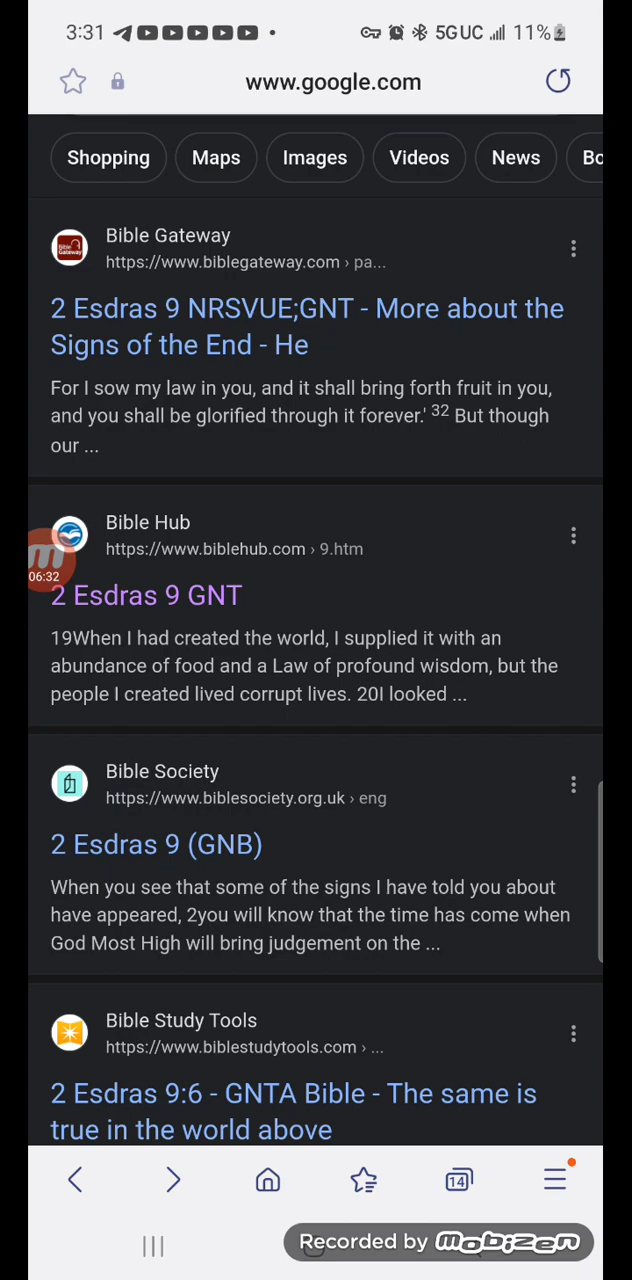 3:31
5GUC 11%
www.google.com
Shopping Maps Images Videos News Bo
Bible Gateway
https://www.biblegateway.com › pa...
2 Esdras 9 NRSVUE;GNT - More about the
Signs of the End - He
For I sow my law in you, and it shall bring forth fruit in you,
and you shall be glorified through it forever.' 32 But though
our ...
Bible Hub
https://www.biblehub.com › 9.htm
06:32
2 Esdras 9 GNT
19When I had created the world, I supplied it with an
abundance of food and a Law of profound wisdom, but the
people I created lived corrupt lives. 20I looked ...
Bible Society
https://www.biblesociety.org.uk › eng
2 Esdras 9 (GNB)
When you see that some of the signs I have told you about
have appeared, 2you will know that the time has come when
God Most High will bring judgement on the ...
Bible Study Tools
https://www.biblestudytools.com › ...
2 Esdras 9:6 - GNTA Bible - The same is
true in the world above
14
Recorded by mobizen